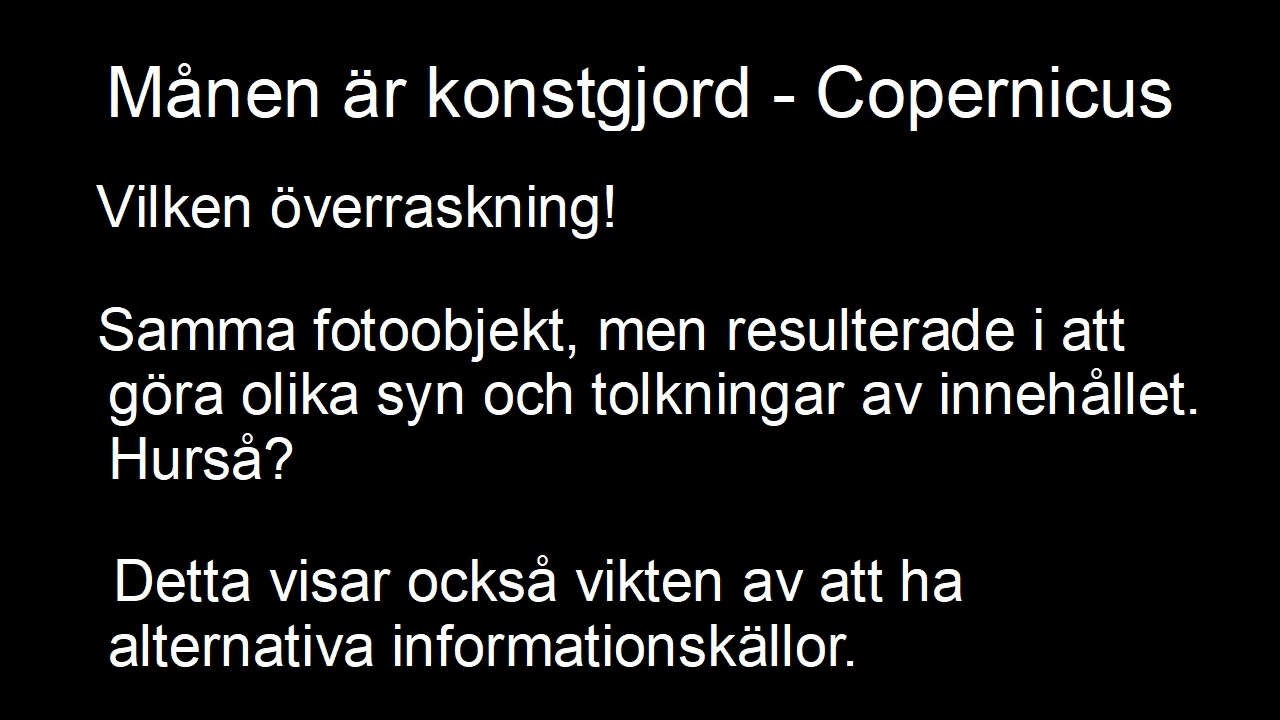 Månen är konstgjord - Copernicus
Vilken överraskning!
Samma fotoobjekt, men resulterade i att
göra olika syn och tolkningar av innehållet.
Hurså?
Detta visar också vikten av att ha
alternativa informationskällor.